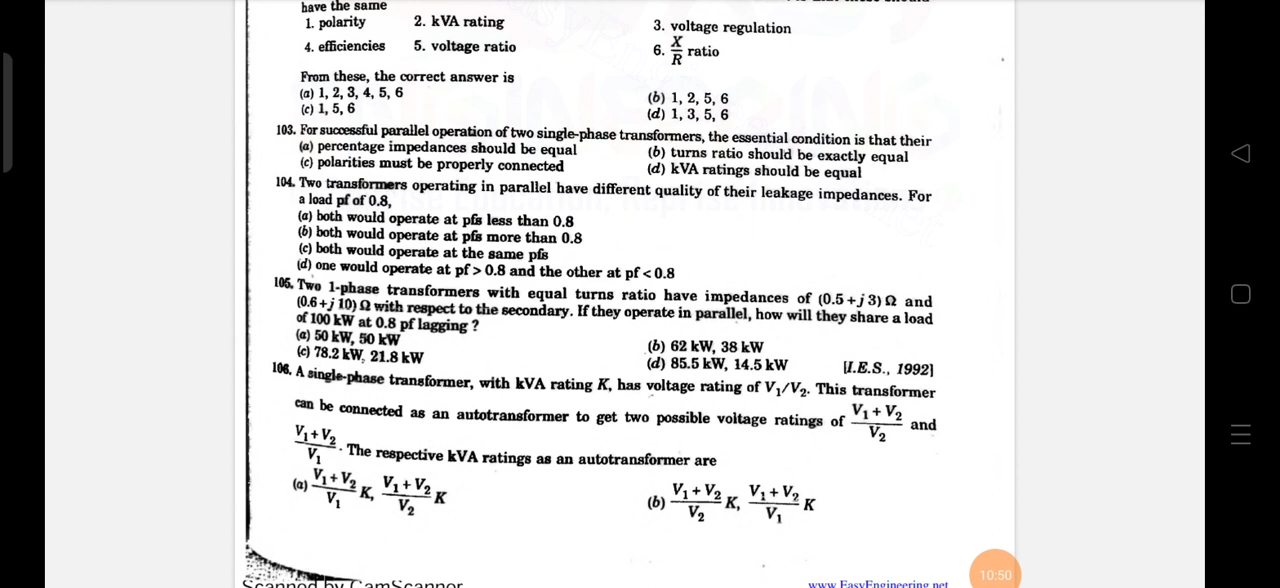 have the same
1. polarity 2. kVA rating 3. voltage regulation
4. efficiencies 5. voltage ratio 6. X/R ratio
From these, the correct answer is
(a) 1, 2, 3, 4, 5, 6 (b) 1, 2, 5, 6
(c) 1, 5, 6 (d) 1, 3, 5, 6
103. For successful parallel operation of two single-phase transformers, the essential condition is that their
(a) percentage impedances should be equal (b) turns ratio should be exactly equal
(c) polarities must be properly connected (d) kVA ratings should be equal
104. Two transformers operating in parallel have different quality of their leakage impedances. For
a load pf of 0.8,
(a) both would operate at pfs less than 0.8
(b) both would operate at pfs more than 0.8
(c) both would operate at the same pfs
(d) one would operate at pf > 0.8 and the other at pf < 0.8
105. Two 1-phase transformers with equal turns ratio have impedances of (0.5 + j 3) Ω and
(0.6 + j 10) Ω with respect to the secondary. If they operate in parallel, how will they share a load
of 100 kW at 0.8 pf lagging ?
(a) 50 kW, 50 kW (b) 62 kW, 38 kW
(c) 78.2 kW, 21.8 kW (d) 85.5 kW, 14.5 kW [I.E.S., 1992]
106. A single-phase transformer, with kVA rating K, has voltage rating of V₁/V₂. This transformer
can be connected as an autotransformer to get two possible voltage ratings of (V₁ + V₂)/V₂ and
(V₁ + V₂)/V₁. The respective kVA ratings as an autotransformer are
(a) (V₁ + V₂)/V₁ K, (V₁ + V₂)/V₂ K (b) (V₁ + V₂)/V₂ K, (V₁ + V₂)/V₁ K
Scanned by CamScanner www.EasyEngineering.net
10:50